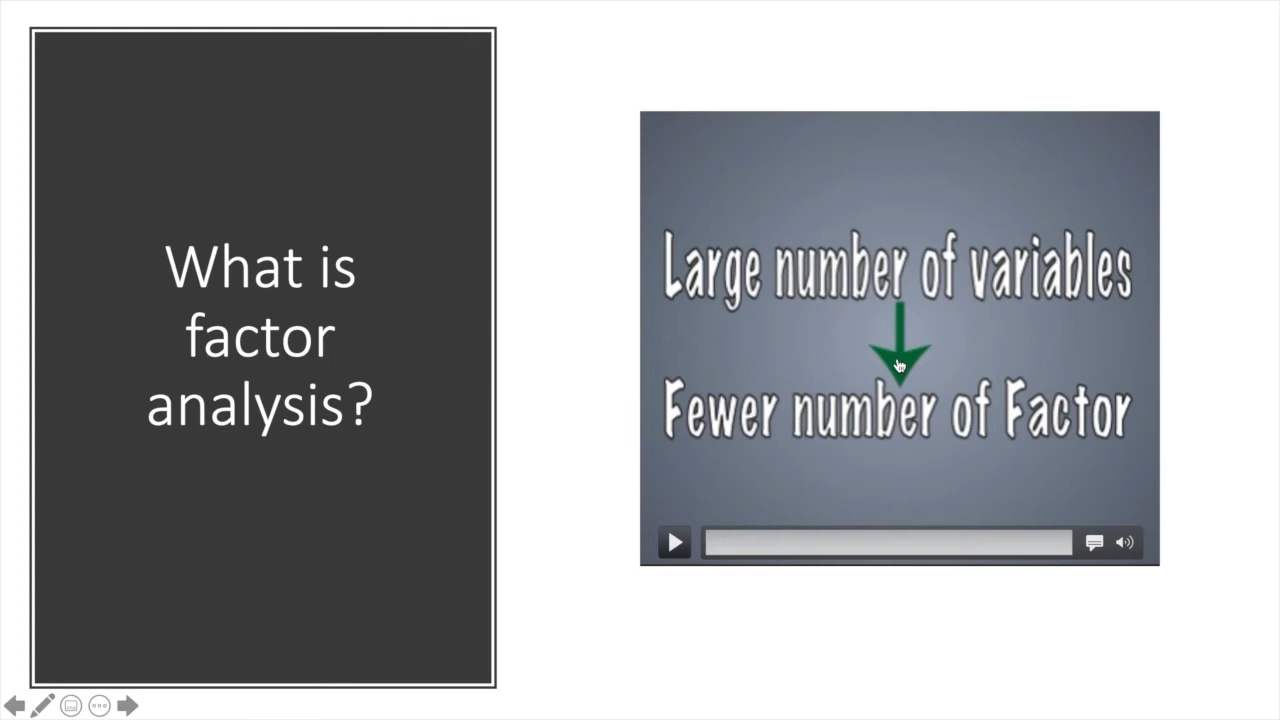 What is
factor
analysis?
Large number of variables
Fewer number of Factor